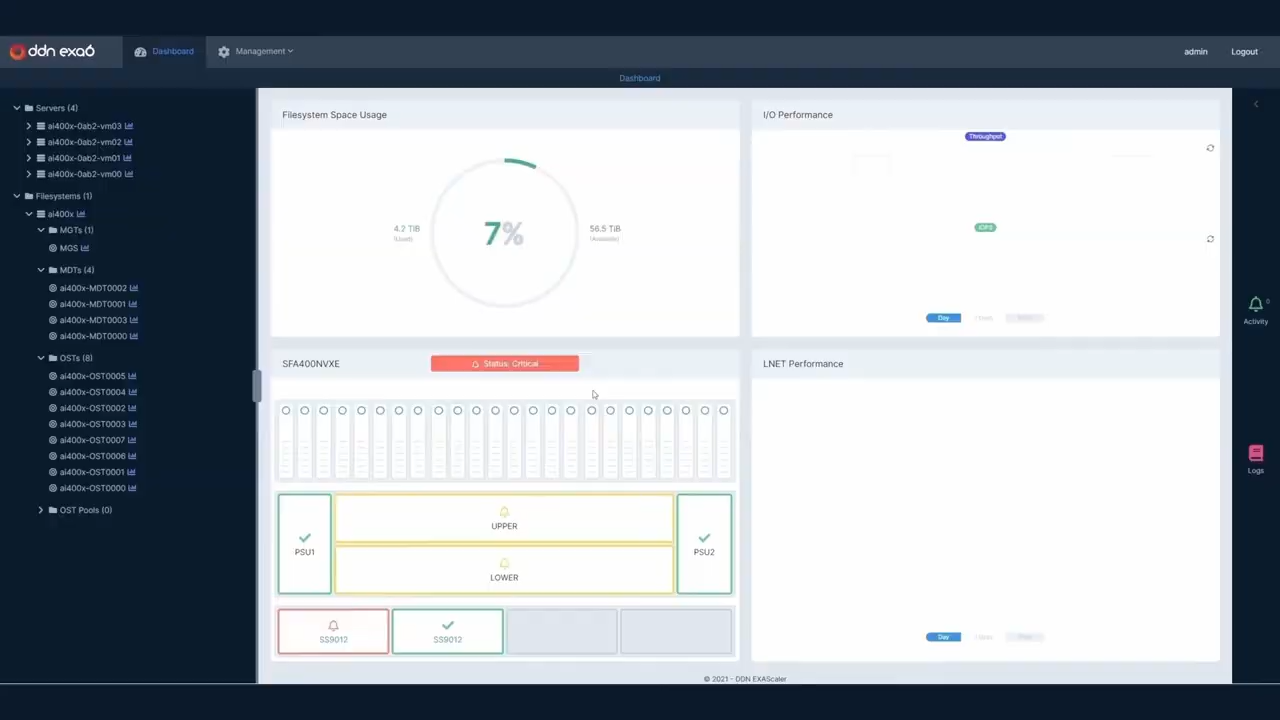 ddn exa6
Dashboard
Management
admin
Logout
Dashboard
Servers (4)
ai400x-0ab2-vm03
ai400x-0ab2-vm02
ai400x-0ab2-vm01
ai400x-0ab2-vm00
Filesystems (1)
ai400x
MGTs (1)
MGS
MDTs (4)
ai400x-MDT0002
ai400x-MDT0001
ai400x-MDT0003
ai400x-MDT0000
OSTs (8)
ai400x-OST0005
ai400x-OST0004
ai400x-OST0002
ai400x-OST0003
ai400x-OST0007
ai400x-OST0006
ai400x-OST0001
ai400x-OST0000
OST Pools (0)
Filesystem Space Usage
4.2 TiB
(Used)
7%
56.5 TiB
(Available)
I/O Performance
Throughput
IOPS
Day
SFA400NVXE
Status: Critical
UPPER
LOWER
PSU1
PSU2
SS9012
SS9012
LNET Performance
Day
0
Activity
Logs
© 2021 - DDN EXAScaler